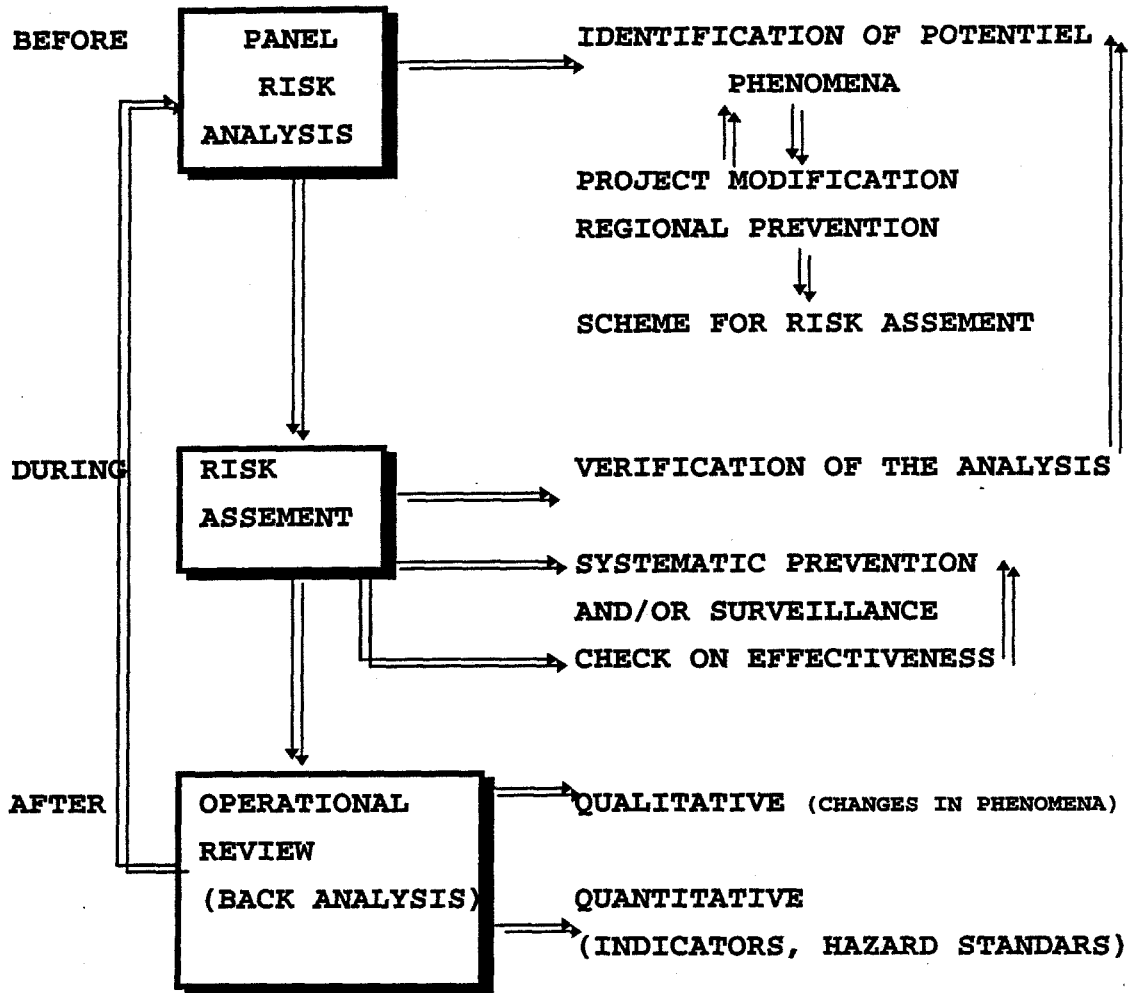 BEFORE
PANEL
RISK
ANALYSIS
IDENTIFICATION OF POTENTIEL
PHENOMENA
PROJECT MODIFICATION
REGIONAL PREVENTION
SCHEME FOR RISK ASSEMENT
DURING
RISK
ASSEMENT
VERIFICATION OF THE ANALYSIS
SYSTEMATIC PREVENTION
AND/OR SURVEILLANCE
CHECK ON EFFECTIVENESS
AFTER
OPERATIONAL
REVIEW
(BACK ANALYSIS)
QUALITATIVE (CHANGES IN PHENOMENA)
QUANTITATIVE
(INDICATORS, HAZARD STANDARS)